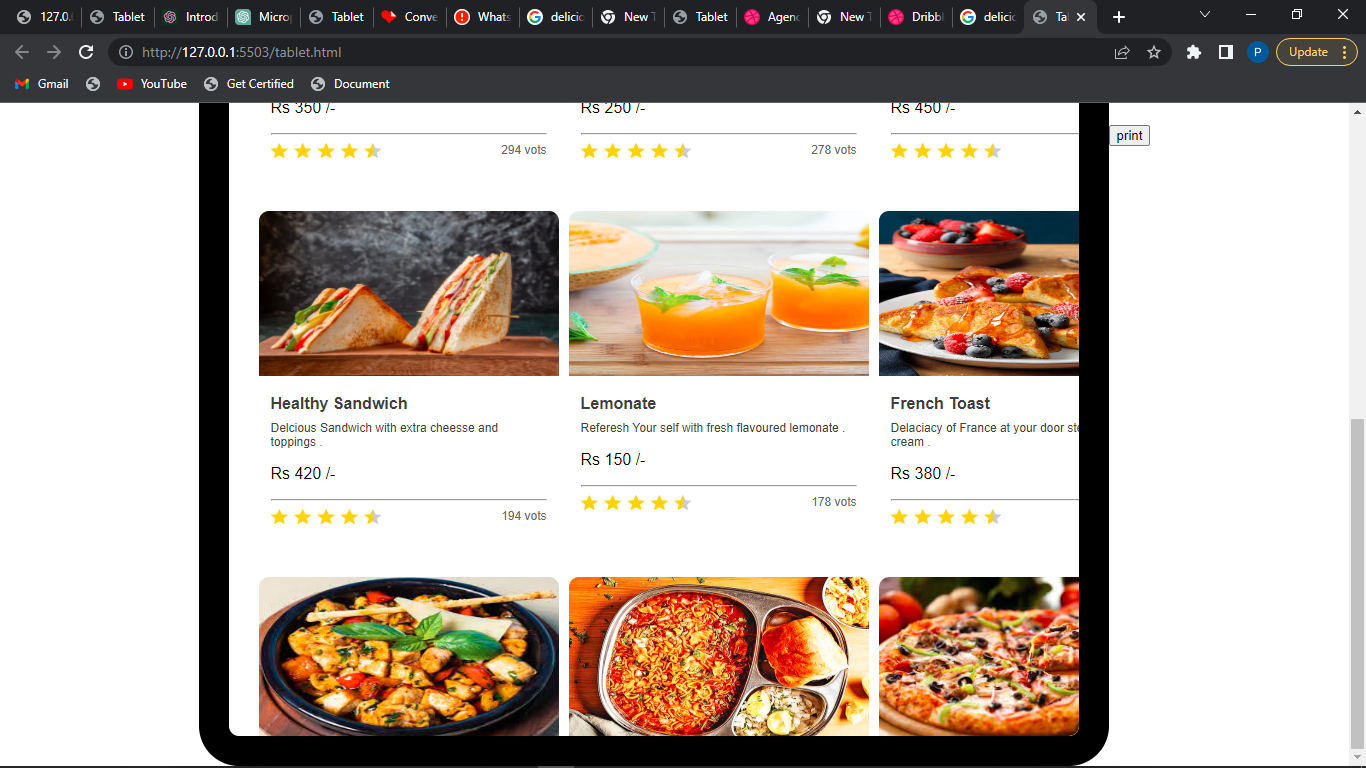 127.0.
Tablet
Introd
Micro
Tablet
Conve
Whats
delicio
New T
Tablet
Agenc
New T
Dribbl
delicio
Ta
http://127.0.0.1:5503/tablet.html
P
Update
Gmail
YouTube
Get Certified
Document
Rs 350 /-
Rs 250 /-
Rs 450 /-
print
294 vots
278 vots
Healthy Sandwich
Delcious Sandwich with extra cheesse and
toppings .
Rs 420 /-
194 vots
Lemonate
Referesh Your self with fresh flavoured lemonate .
Rs 150 /-
178 vots
French Toast
Delaciacy of France at your door ste
cream .
Rs 380 /-